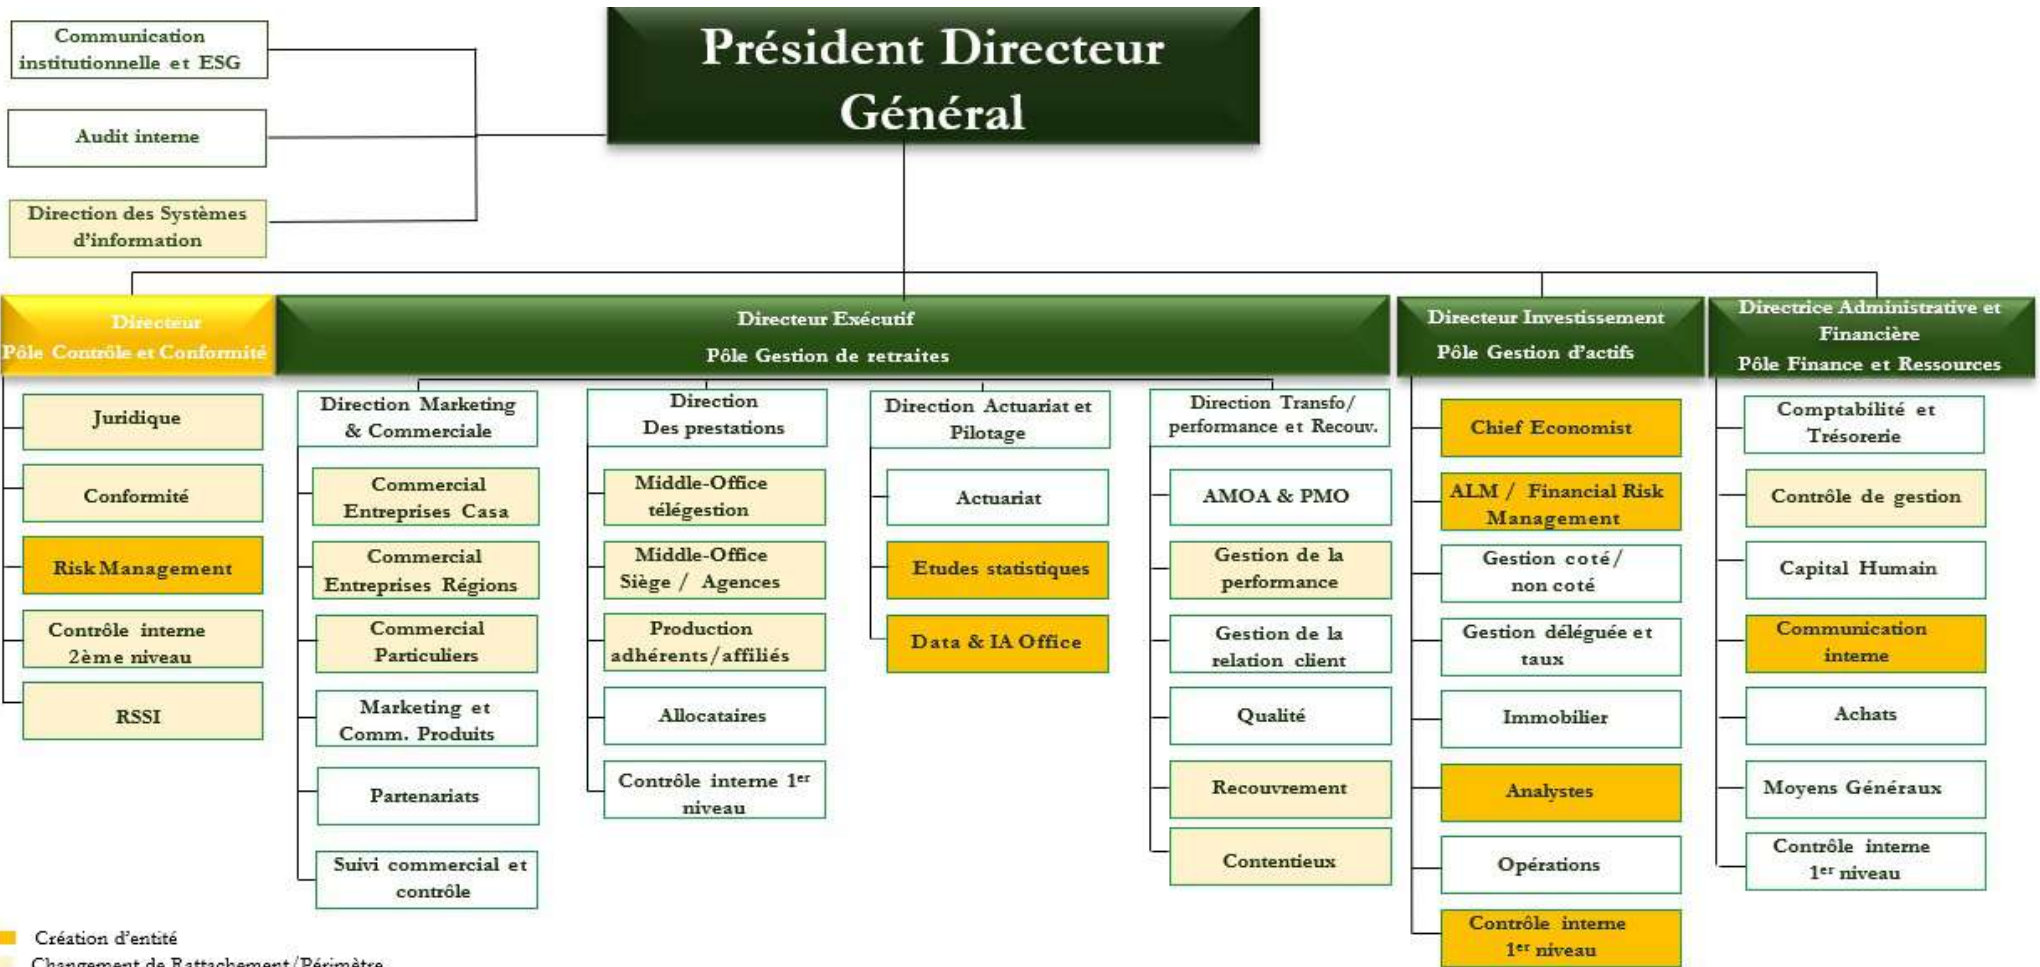 Communication
institutionnelle et ESG
Audit interne
Direction des Systèmes
d'information
Président Directeur
Général
Directeur
Pôle Contrôle et Conformité
Directeur Exécutif
Pôle Gestion de retraites
Directeur Investissement
Pôle Gestion d'actifs
Directrice Administrative et
Financière
Pôle Finance et Ressources
Juridique
Conformité
Risk Management
Contrôle interne
2ème niveau
RSSI
Direction Marketing
& Commerciale
Commercial
Entreprises Casa
Commercial
Entreprises Régions
Commercial
Particuliers
Marketing et
Comm. Produits
Partenariats
Suivi commercial et
contrôle
Direction
Des prestations
Middle-Office
télégestion
Middle-Office
Siège / Agences
Production
adhérents/affiliés
Allocataires
Contrôle interne 1er
niveau
Direction Actuariat et
Pilotage
Actuariat
Etudes statistiques
Data & IA Office
Direction Transfo/
performance et Recouv.
AMOA & PMO
Gestion de la
performance
Gestion de la
relation client
Qualité
Recouvrement
Contentieux
Chief Economist
ALM / Financial Risk
Management
Gestion coté/
non coté
Gestion déléguée et
taux
Immobilier
Analystes
Opérations
Contrôle interne
1er niveau
Comptabilité et
Trésorerie
Contrôle de gestion
Capital Humain
Communication
interne
Achats
Moyens Généraux
Contrôle interne
1er niveau
Création d'entité
Changement de Rattachement/Périmètre